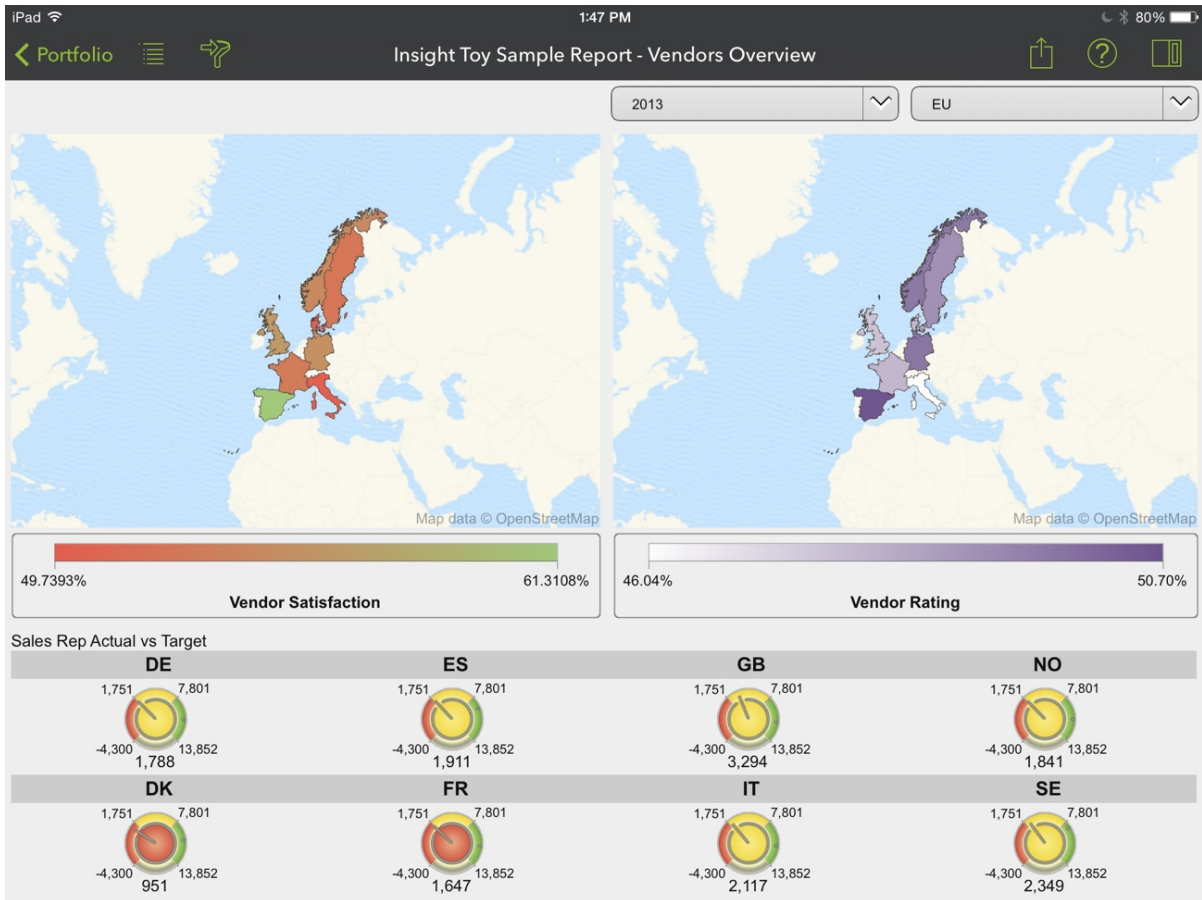 iPad 1:47 PM 80%
Portfolio Insight Toy Sample Report - Vendors Overview
2013 EU
Map data © OpenStreetMap Map data © OpenStreetMap
49.7393% 61.3108% 46.04% 50.70%
Vendor Satisfaction Vendor Rating
Sales Rep Actual vs Target
DE ES GB NO
1,751 7,801 1,751 7,801 1,751 7,801 1,751 7,801
-4,300 13,852 -4,300 13,852 -4,300 13,852 -4,300 13,852
1,788 1,911 3,294 1,841
DK FR IT SE
1,751 7,801 1,751 7,801 1,751 7,801 1,751 7,801
-4,300 13,852 -4,300 13,852 -4,300 13,852 -4,300 13,852
951 1,647 2,117 2,349